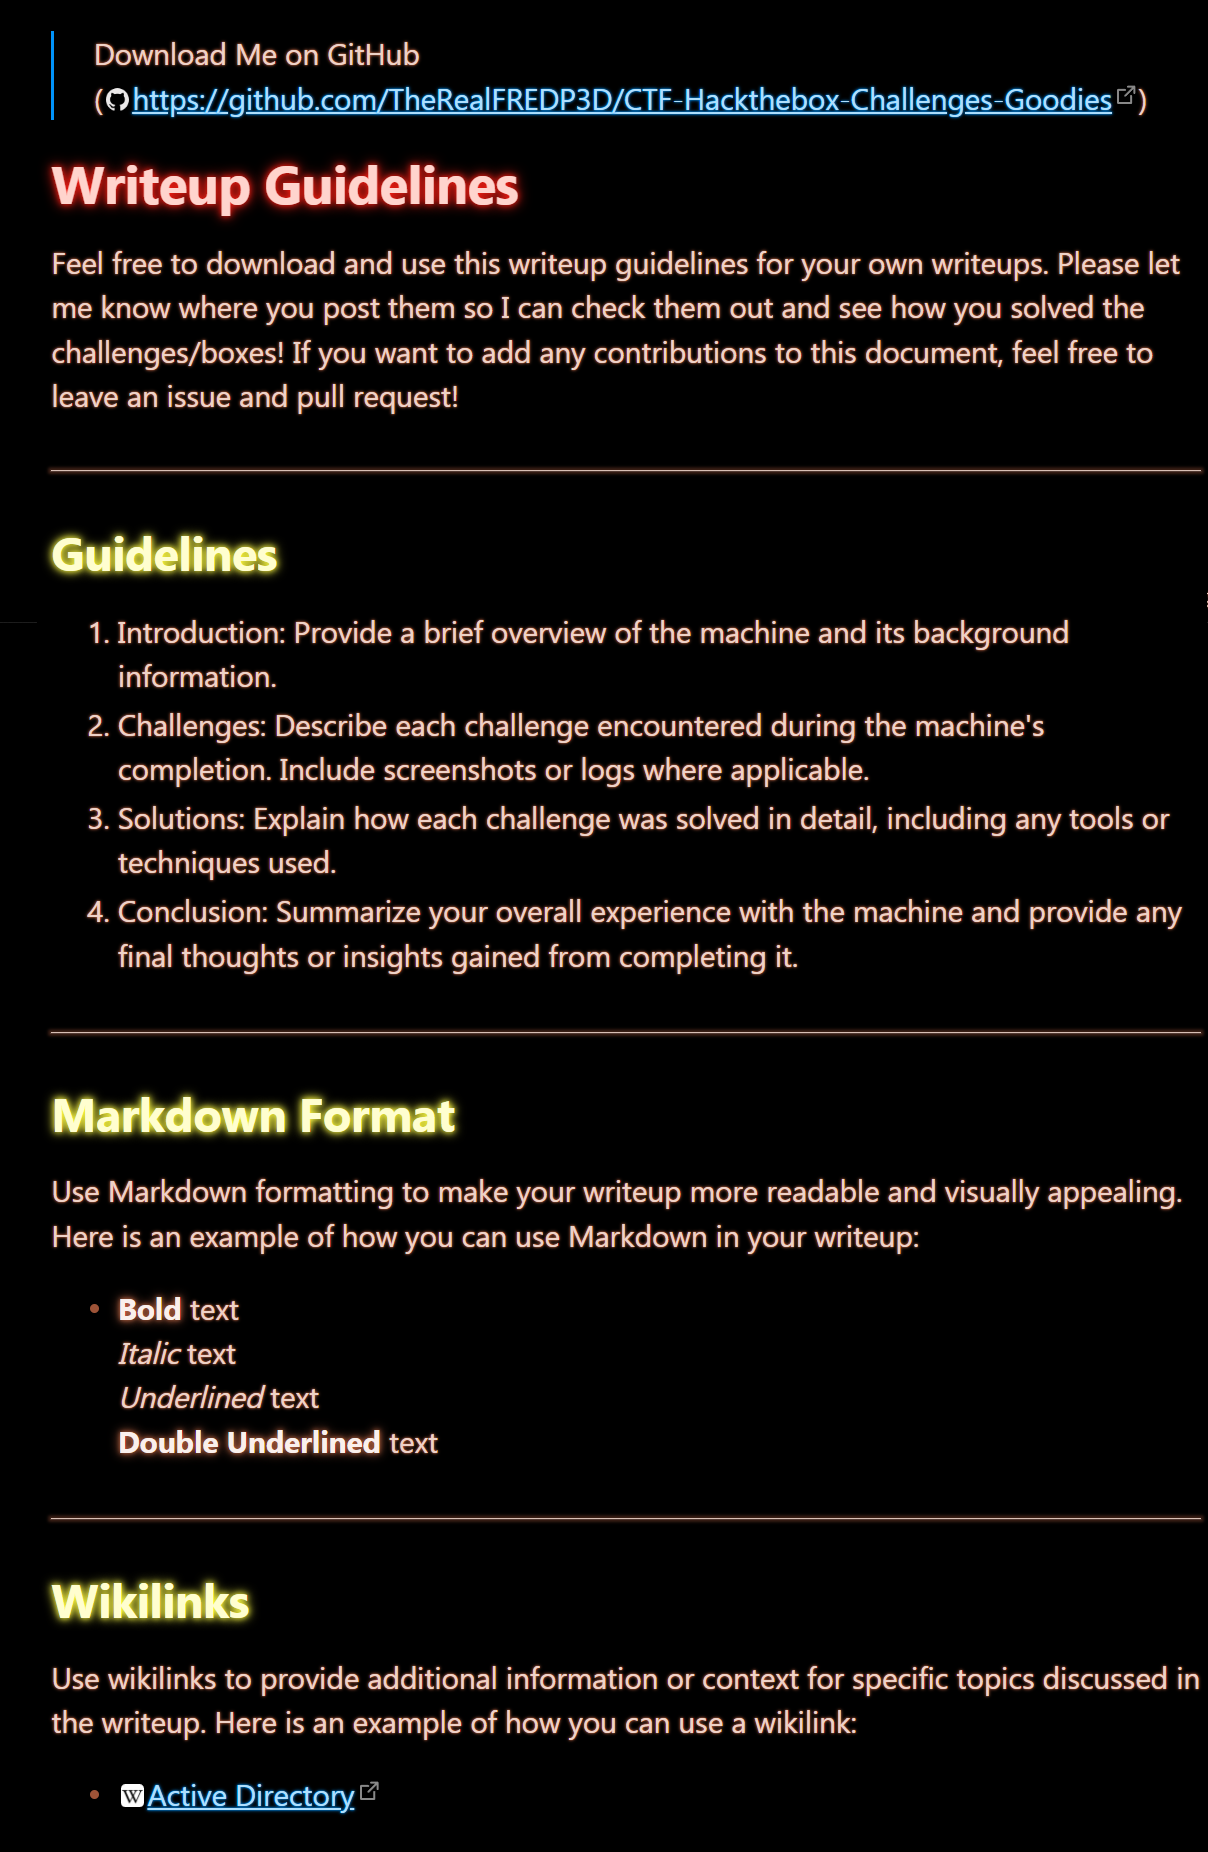 Download Me on GitHub
(https://github.com/TheRealFREDP3D/CTF-Hackthebox-Challenges-Goodies)
Writeup Guidelines
Feel free to download and use this writeup guidelines for your own writeups. Please let
me know where you post them so I can check them out and see how you solved the
challenges/boxes! If you want to add any contributions to this document, feel free to
leave an issue and pull request!
Guidelines
1. Introduction: Provide a brief overview of the machine and its background
information.
2. Challenges: Describe each challenge encountered during the machine's
completion. Include screenshots or logs where applicable.
3. Solutions: Explain how each challenge was solved in detail, including any tools or
techniques used.
4. Conclusion: Summarize your overall experience with the machine and provide any
final thoughts or insights gained from completing it.
Markdown Format
Use Markdown formatting to make your writeup more readable and visually appealing.
Here is an example of how you can use Markdown in your writeup:
• Bold text
Italic text
Underlined text
Double Underlined text
Wikilinks
Use wikilinks to provide additional information or context for specific topics discussed in
the writeup. Here is an example of how you can use a wikilink:
• W Active Directory